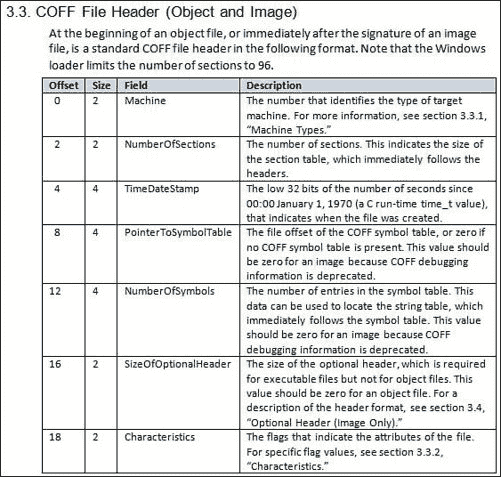 3.3. COFF File Header (Object and Image)
At the beginning of an object file, or immediately after the signature of an image
file, is a standard COFF file header in the following format. Note that the Windows
loader limits the number of sections to 96.
Offset Size Field Description
0 2 Machine The number that identifies the type of target
machine. For more information, see section 3.3.1,
"Machine Types."
2 2 NumberOfSections The number of sections. This indicates the size of
the section table, which immediately follows the
headers.
4 4 TimeDateStamp The low 32 bits of the number of seconds since
00:00 January 1, 1970 (a C run-time time_t value),
that indicates when the file was created.
8 4 PointerToSymbolTable The file offset of the COFF symbol table, or zero if
no COFF symbol table is present. This value should
be zero for an image because COFF debugging
information is deprecated.
12 4 NumberOfSymbols The number of entries in the symbol table. This
data can be used to locate the string table, which
immediately follows the symbol table. This value
should be zero for an image because COFF
debugging information is deprecated.
16 2 SizeOfOptionalHeader The size of the optional header, which is required
for executable files but not for object files. This
value should be zero for an object file. For a
description of the header format, see section 3.4,
"Optional Header (Image Only)."
18 2 Characteristics The flags that indicate the attributes of the file.
For specific flag values, see section 3.3.2,
"Characteristics."